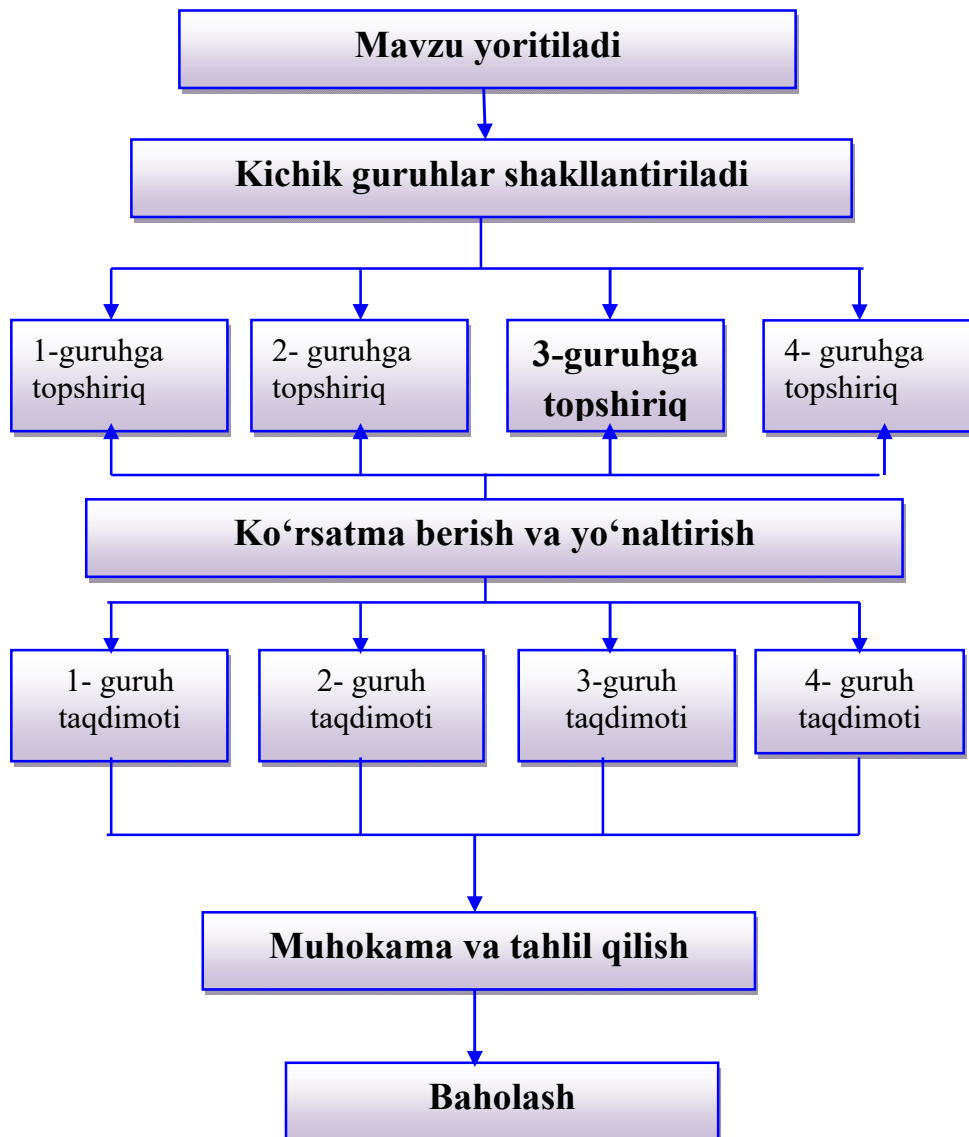 Mavzu yoritiladi
Kichik guruhlar shakllantiriladi
1-guruhga
topshiriq
2- guruhga
topshiriq
3-guruhga
topshiriq
4- guruhga
topshiriq
Ko‘rsatma berish va yo‘naltirish
1- guruh
taqdimoti
2- guruh
taqdimoti
3-guruh
taqdimoti
4- guruh
taqdimoti
Muhokama va tahlil qilish
Baholash